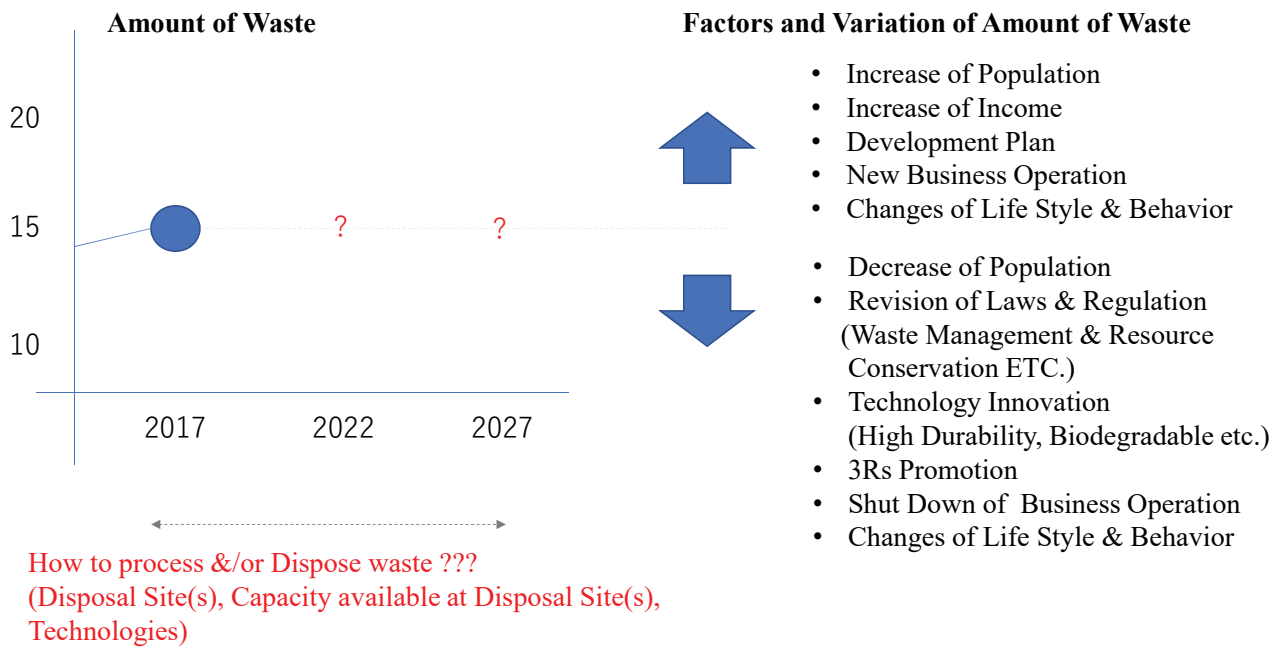 Amount of Waste
20
15
10
?
?
2017
2022
2027
How to process &/or Dispose waste ???
(Disposal Site(s), Capacity available at Disposal Site(s),
Technologies)
Factors and Variation of Amount of Waste
• Increase of Population
• Increase of Income
• Development Plan
• New Business Operation
• Changes of Life Style & Behavior
• Decrease of Population
• Revision of Laws & Regulation
(Waste Management & Resource
Conservation ETC.)
• Technology Innovation
(High Durability, Biodegradable etc.)
• 3Rs Promotion
• Shut Down of Business Operation
• Changes of Life Style & Behavior